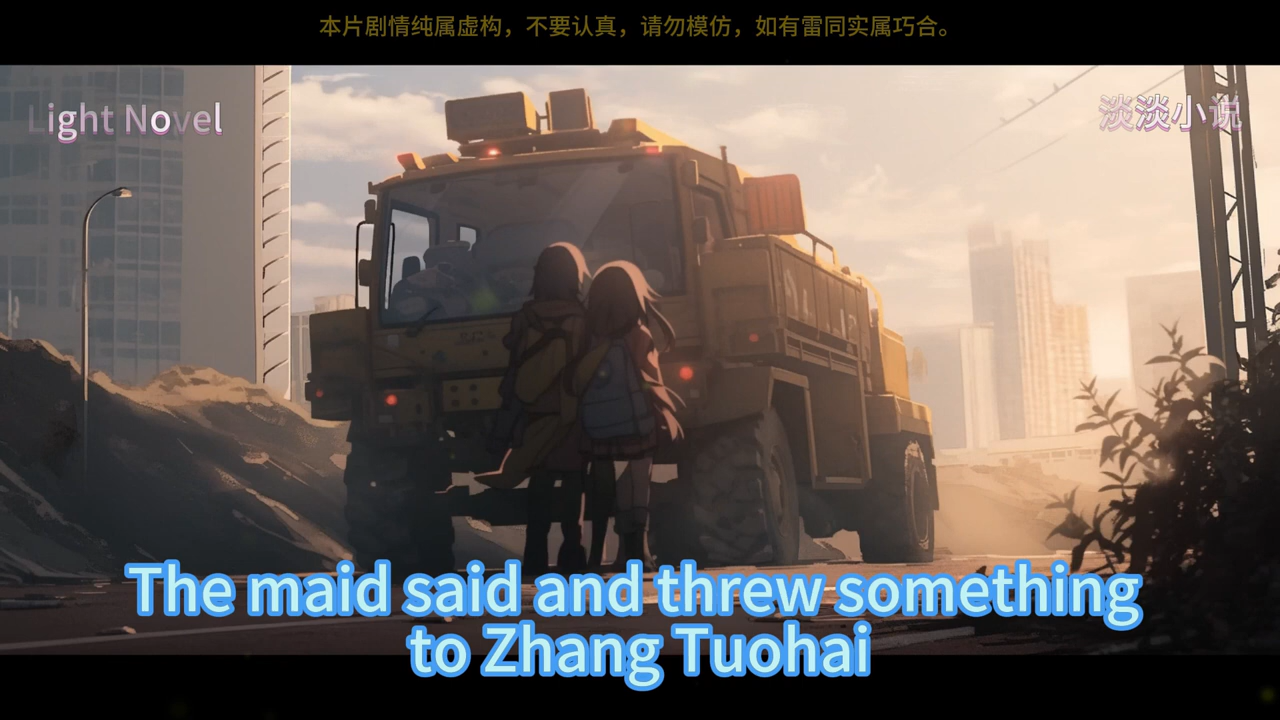 本片剧情纯属虚构，不要认真，请勿模仿，如有雷同实属巧合。
Light Novel
淡淡小说
The maid said and threw something
to Zhang Tuohai